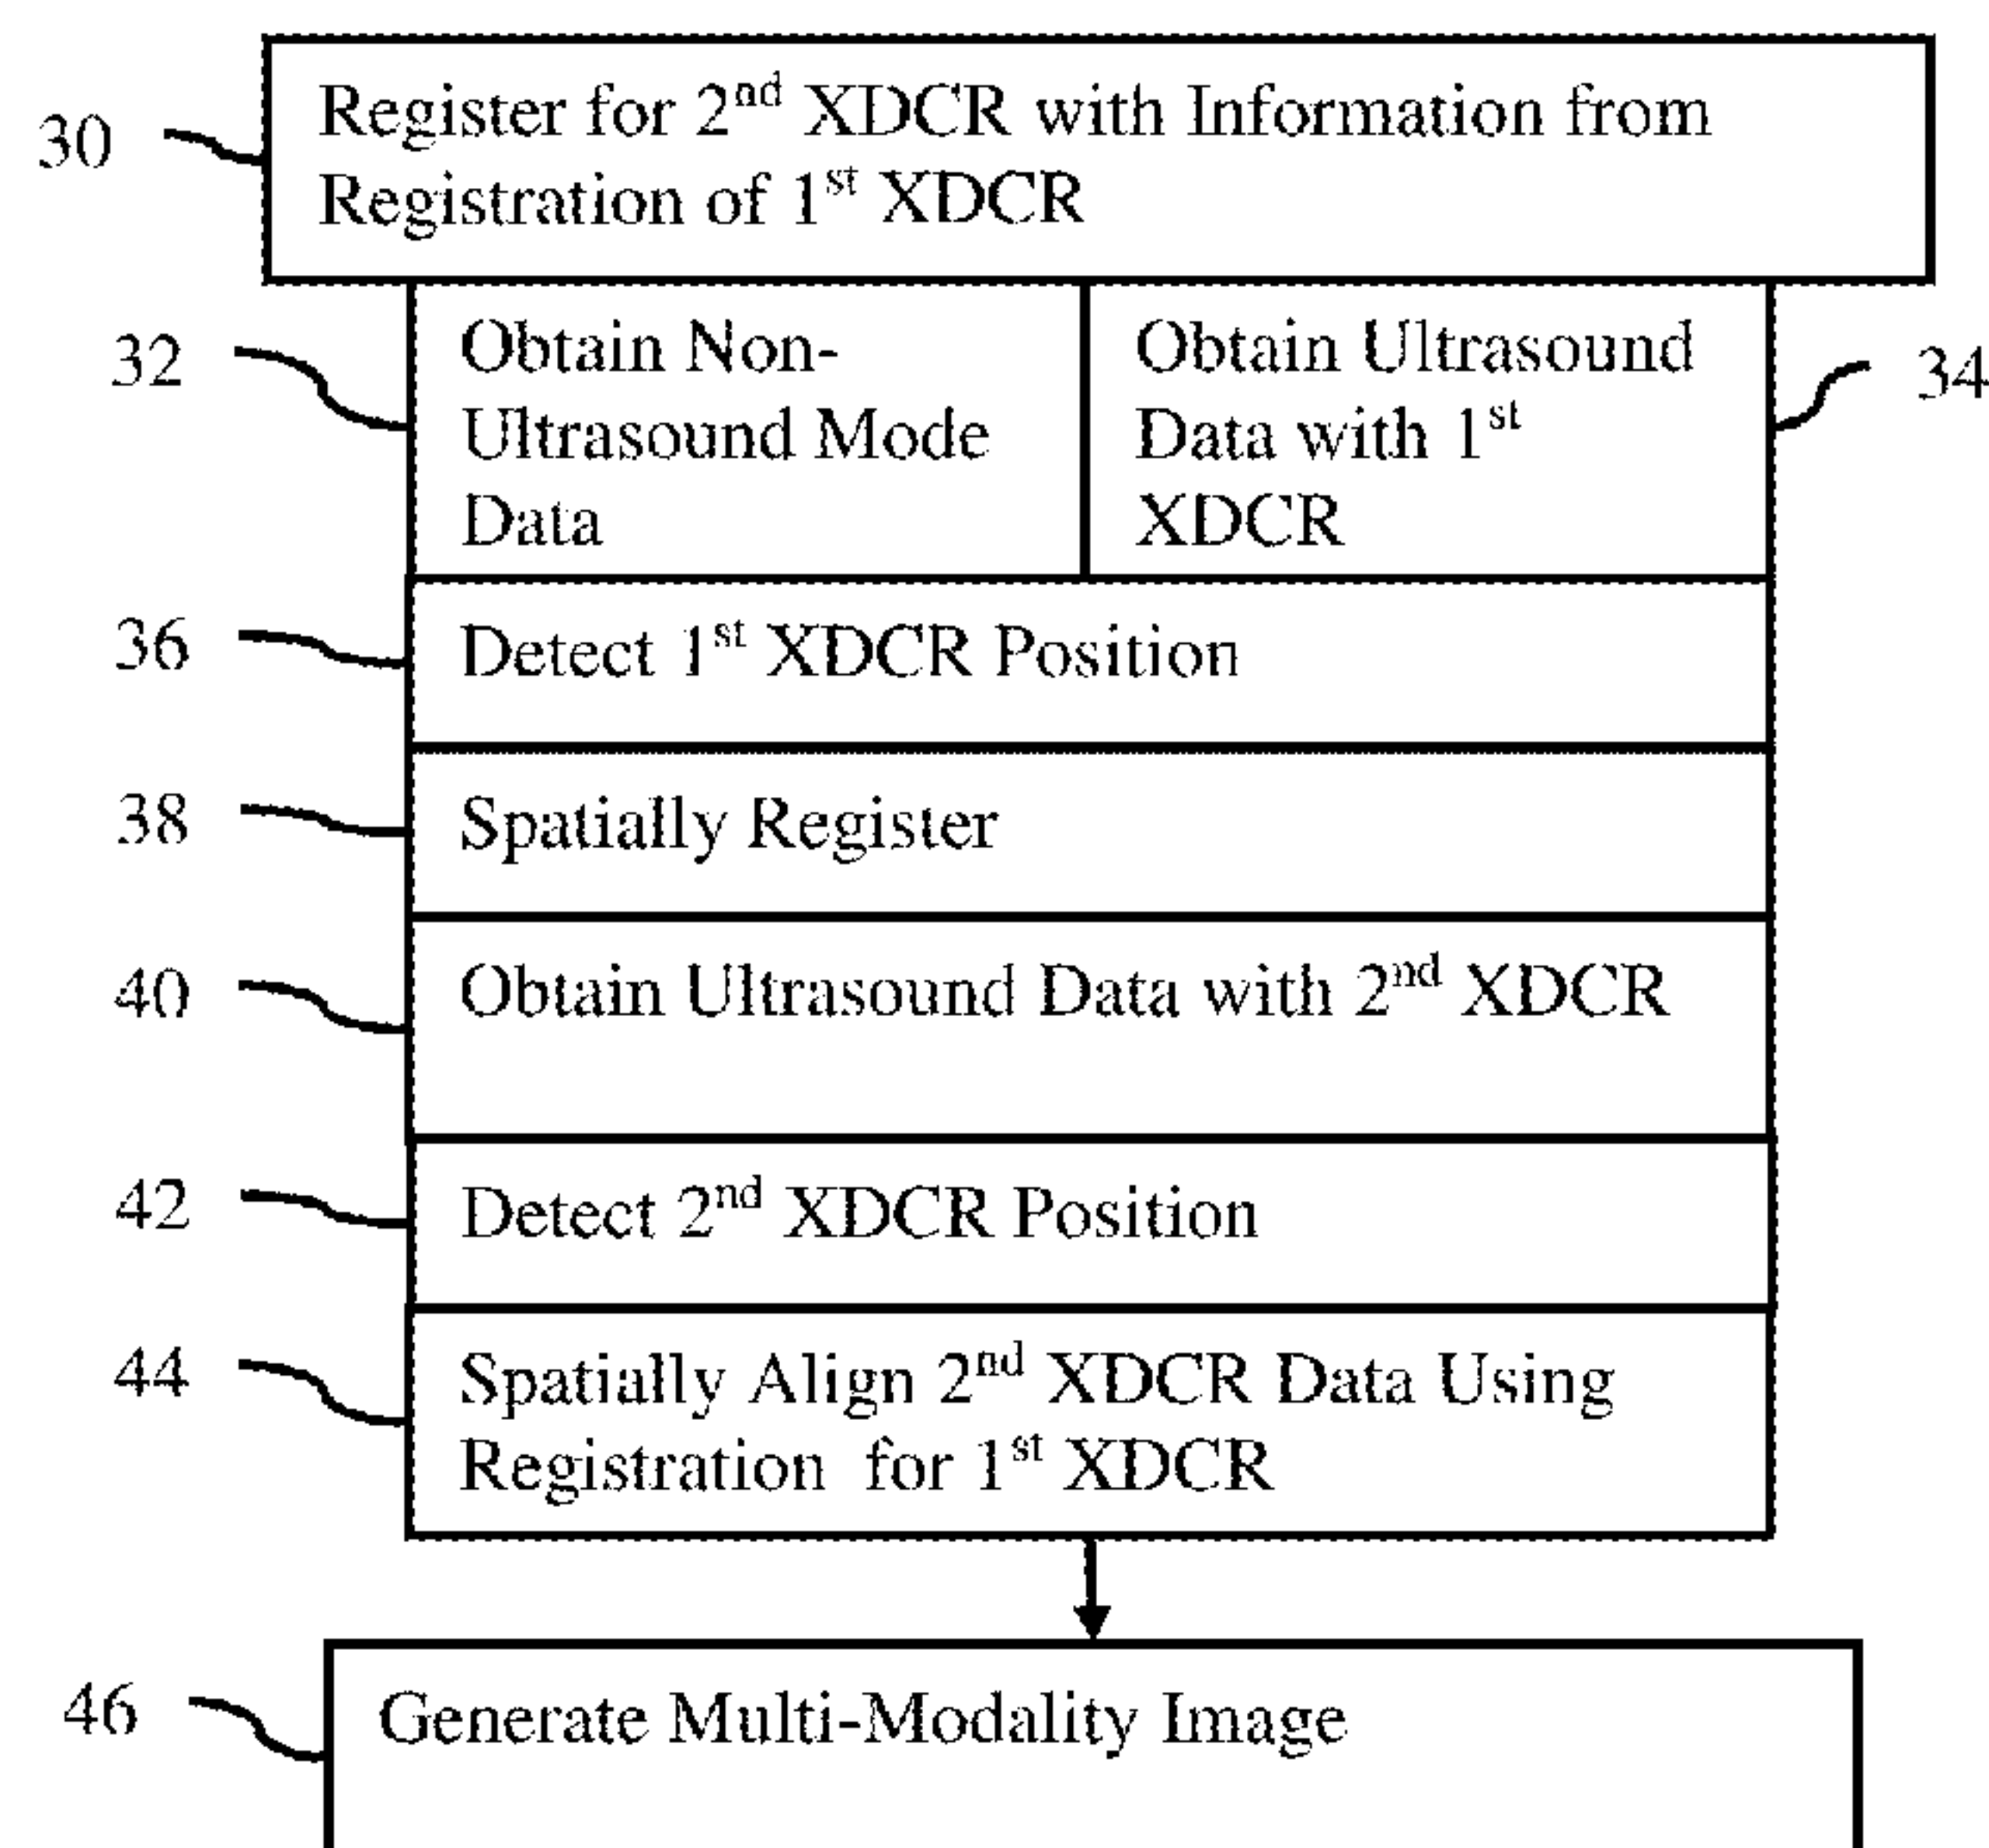 30
Register for 2nd XDCR with Information from
Registration of 1st XDCR
32
Obtain Non-
Ultrasound Mode
Data
Obtain Ultrasound
Data with 1st
XDCR
34
36
Detect 1st XDCR Position
38
Spatially Register
40
Obtain Ultrasound Data with 2nd XDCR
42
Detect 2nd XDCR Position
44
Spatially Align 2nd XDCR Data Using
Registration for 1st XDCR
46
Generate Multi-Modality Image